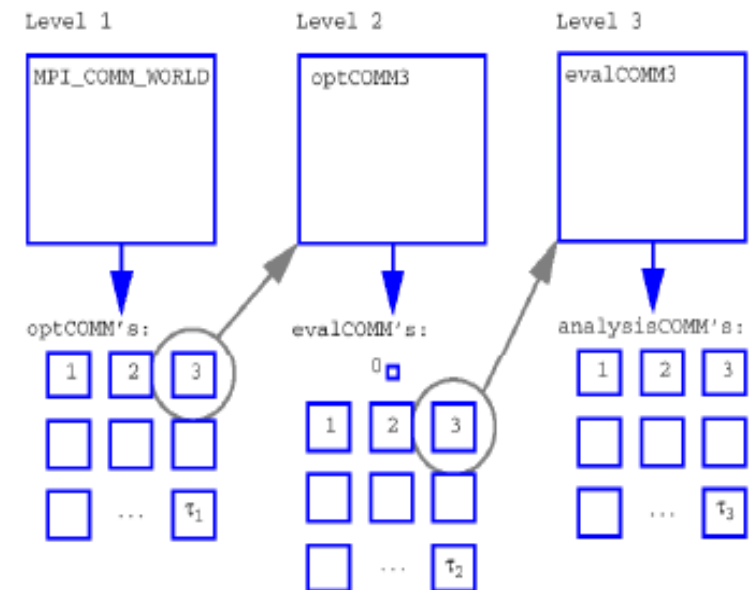 Level 1
MPI_COMM_WORLD
optCOMM's:
1 2 3
... τ1
Level 2
optCOMM3
evalCOMM's:
0
1 2 3
... τ2
Level 3
evalCOMM3
analysisCOMM's:
1 2 3
... τ3